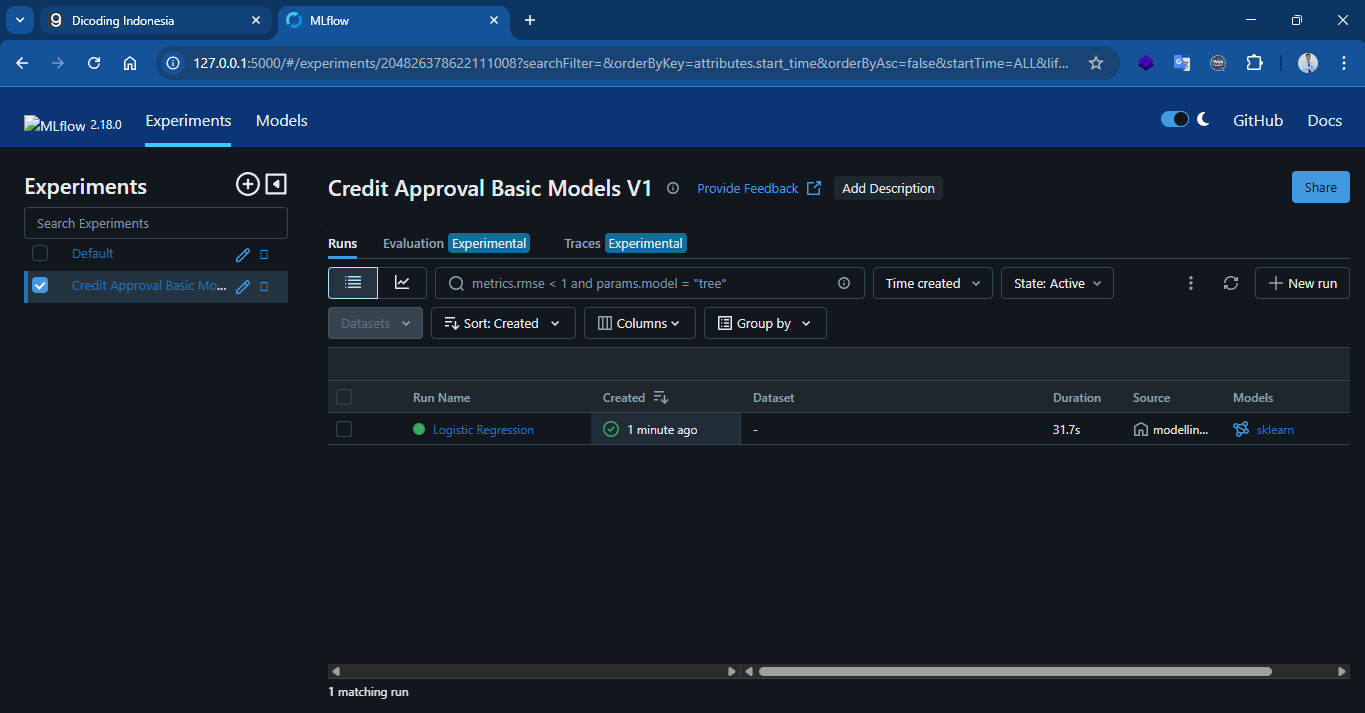 Dicoding Indonesia
MLflow
127.0.0.1:5000/#/experiments/204826378622111008?searchFilter=&orderByKey=attributes.start_time&orderByAsc=false&startTime=ALL&lif...
MLflow 2.18.0
Experiments
Models
GitHub
Docs
Experiments
Search Experiments
Default
Credit Approval Basic Mo...
Credit Approval Basic Models V1
Provide Feedback
Add Description
Share
Runs
Evaluation Experimental
Traces Experimental
metrics.rmse < 1 and params.model = "tree"
Time created
State: Active
New run
Datasets
Sort: Created
Columns
Group by
Run Name
Created
Dataset
Duration
Source
Models
Logistic Regression
1 minute ago
-
31.7s
modellin...
sklearn
1 matching run